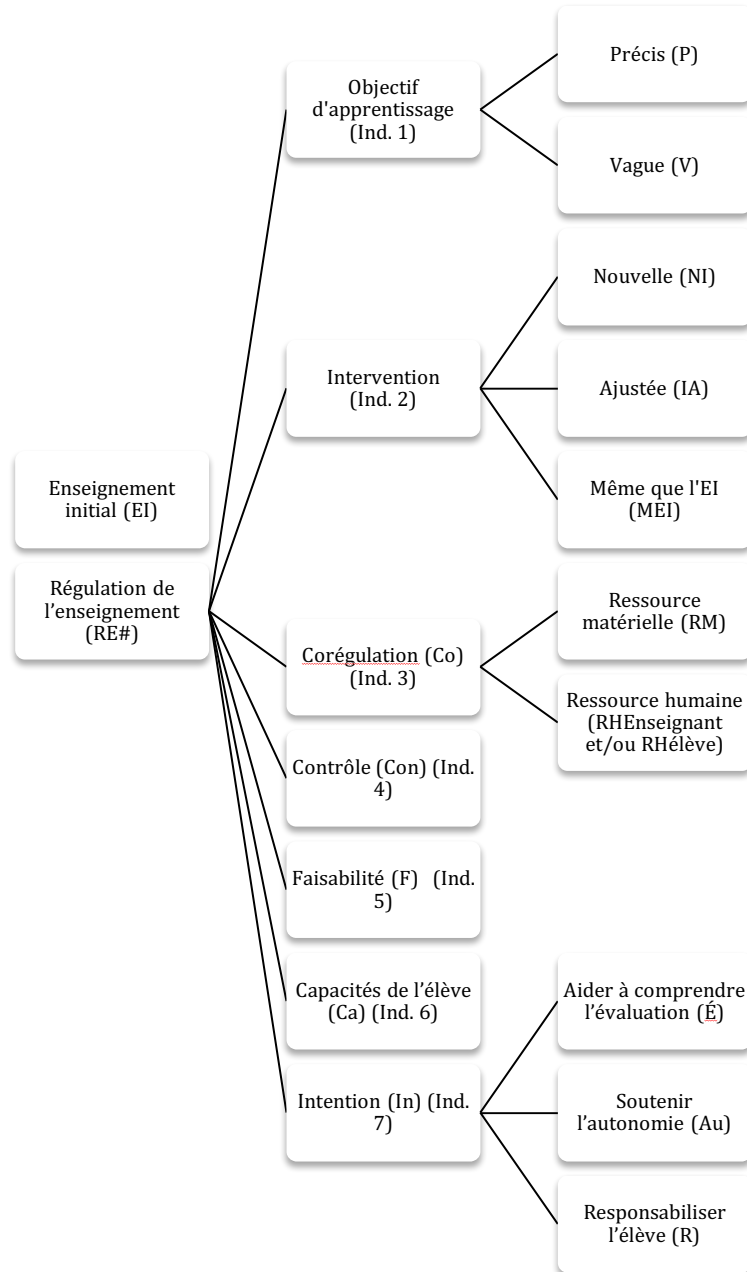 Précis (P)
Objectif
d'apprentissage
(Ind. 1)
Vague (V)
Nouvelle (NI)
Intervention
(Ind. 2)
Ajustée (IA)
Même que l'EI
(MEI)
Enseignement
initial (EI)
Régulation de
l’enseignement
(RE#)
Ressource
matérielle (RM)
Corégulation (Co)
(Ind. 3)
Ressource humaine
(RHEnseignant
et/ou RHélève)
Contrôle (Con) (Ind.
4)
Faisabilité (F) (Ind.
5)
Capacités de l’élève
(Ca) (Ind. 6)
Aider à comprendre
l’évaluation (É)
Intention (In) (Ind.
7)
Soutenir
l’autonomie (Au)
Responsabiliser
l’élève (R)